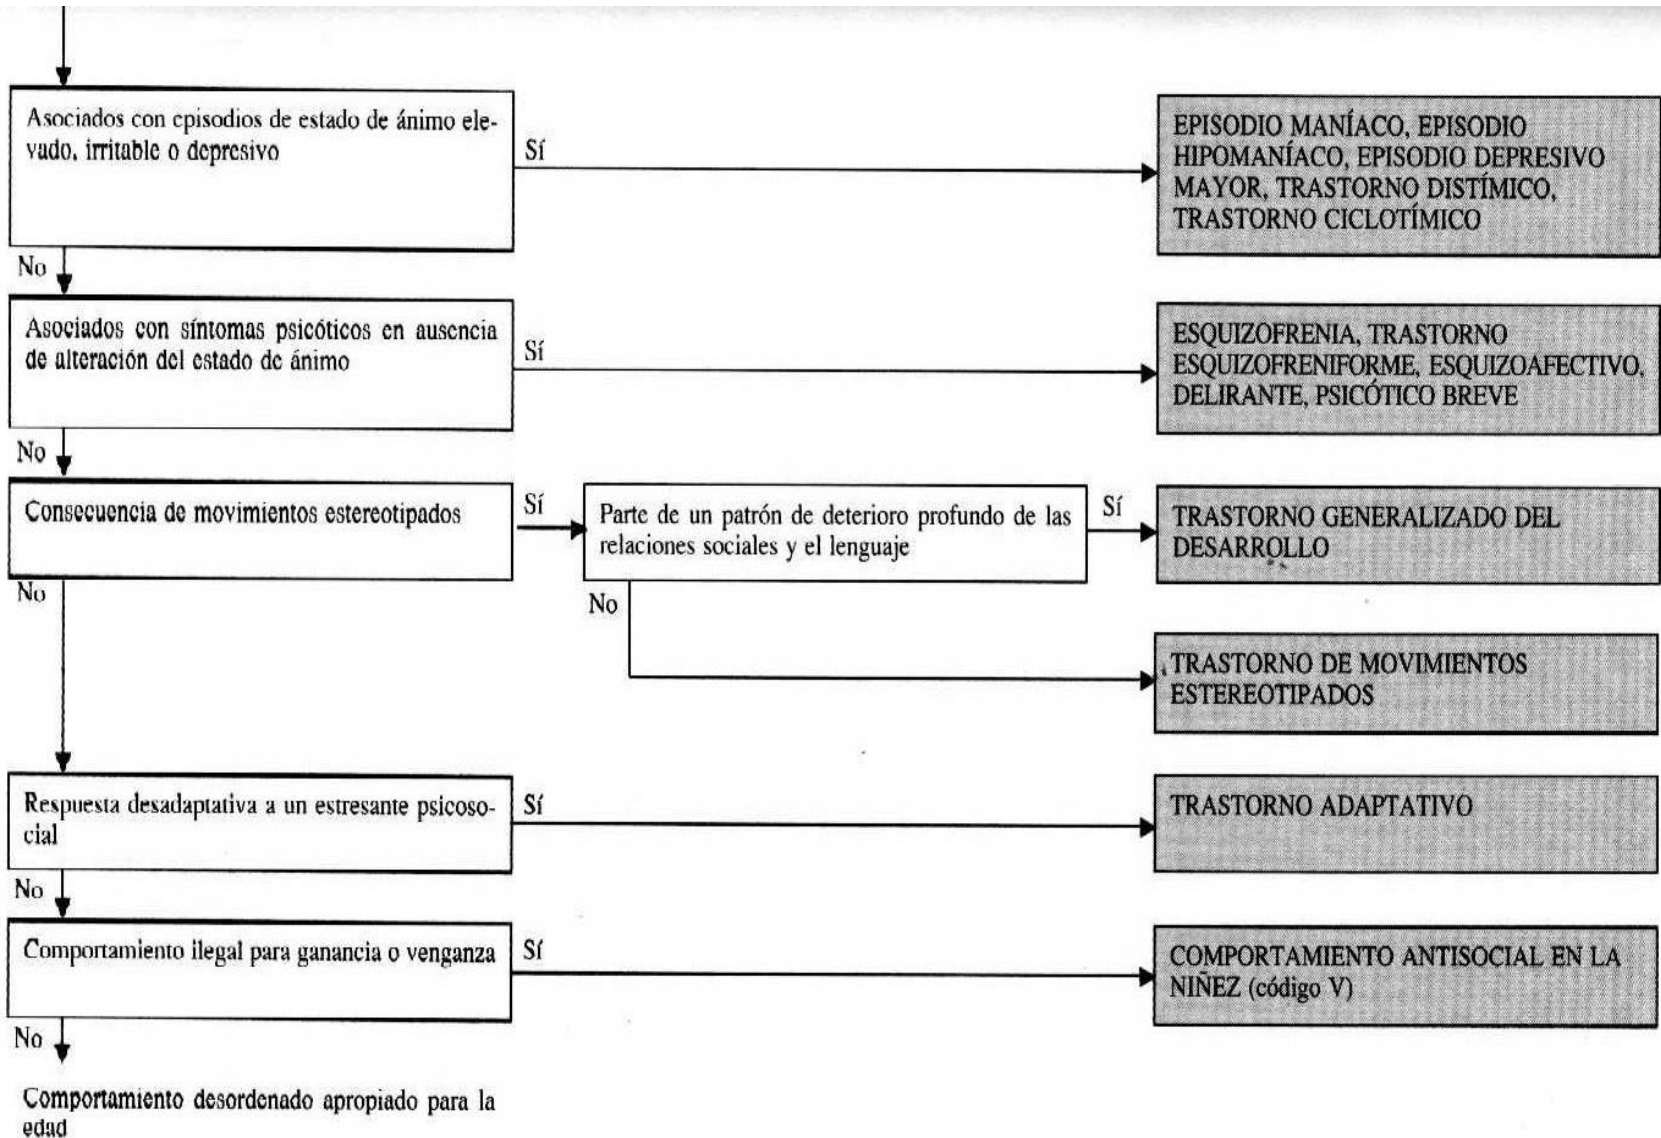 Asociados con episodios de estado de ánimo ele-
vado, irritable o depresivo
Sí
EPISODIO MANÍACO, EPISODIO
HIPOMANÍACO, EPISODIO DEPRESIVO
MAYOR, TRASTORNO DISTÍMICO,
TRASTORNO CICLOTÍMICO
No
Asociados con síntomas psicóticos en ausencia
de alteración del estado de ánimo
Sí
ESQUIZOFRENIA, TRASTORNO
ESQUIZOFRENIFORME, ESQUIZOAFECTIVO,
DELIRANTE, PSICÓTICO BREVE
No
Consecuencia de movimientos estereotipados
Sí
Parte de un patrón de deterioro profundo de las
relaciones sociales y el lenguaje
Sí
TRASTORNO GENERALIZADO DEL
DESARROLLO
No
No
TRASTORNO DE MOVIMIENTOS
ESTEREOTIPADOS
Respuesta desadaptativa a un estresante psicoso-
cial
Sí
TRASTORNO ADAPTATIVO
No
Comportamiento ilegal para ganancia o venganza
Sí
COMPORTAMIENTO ANTISOCIAL EN LA
NIÑEZ (código V)
No
Comportamiento desordenado apropiado para la
edad